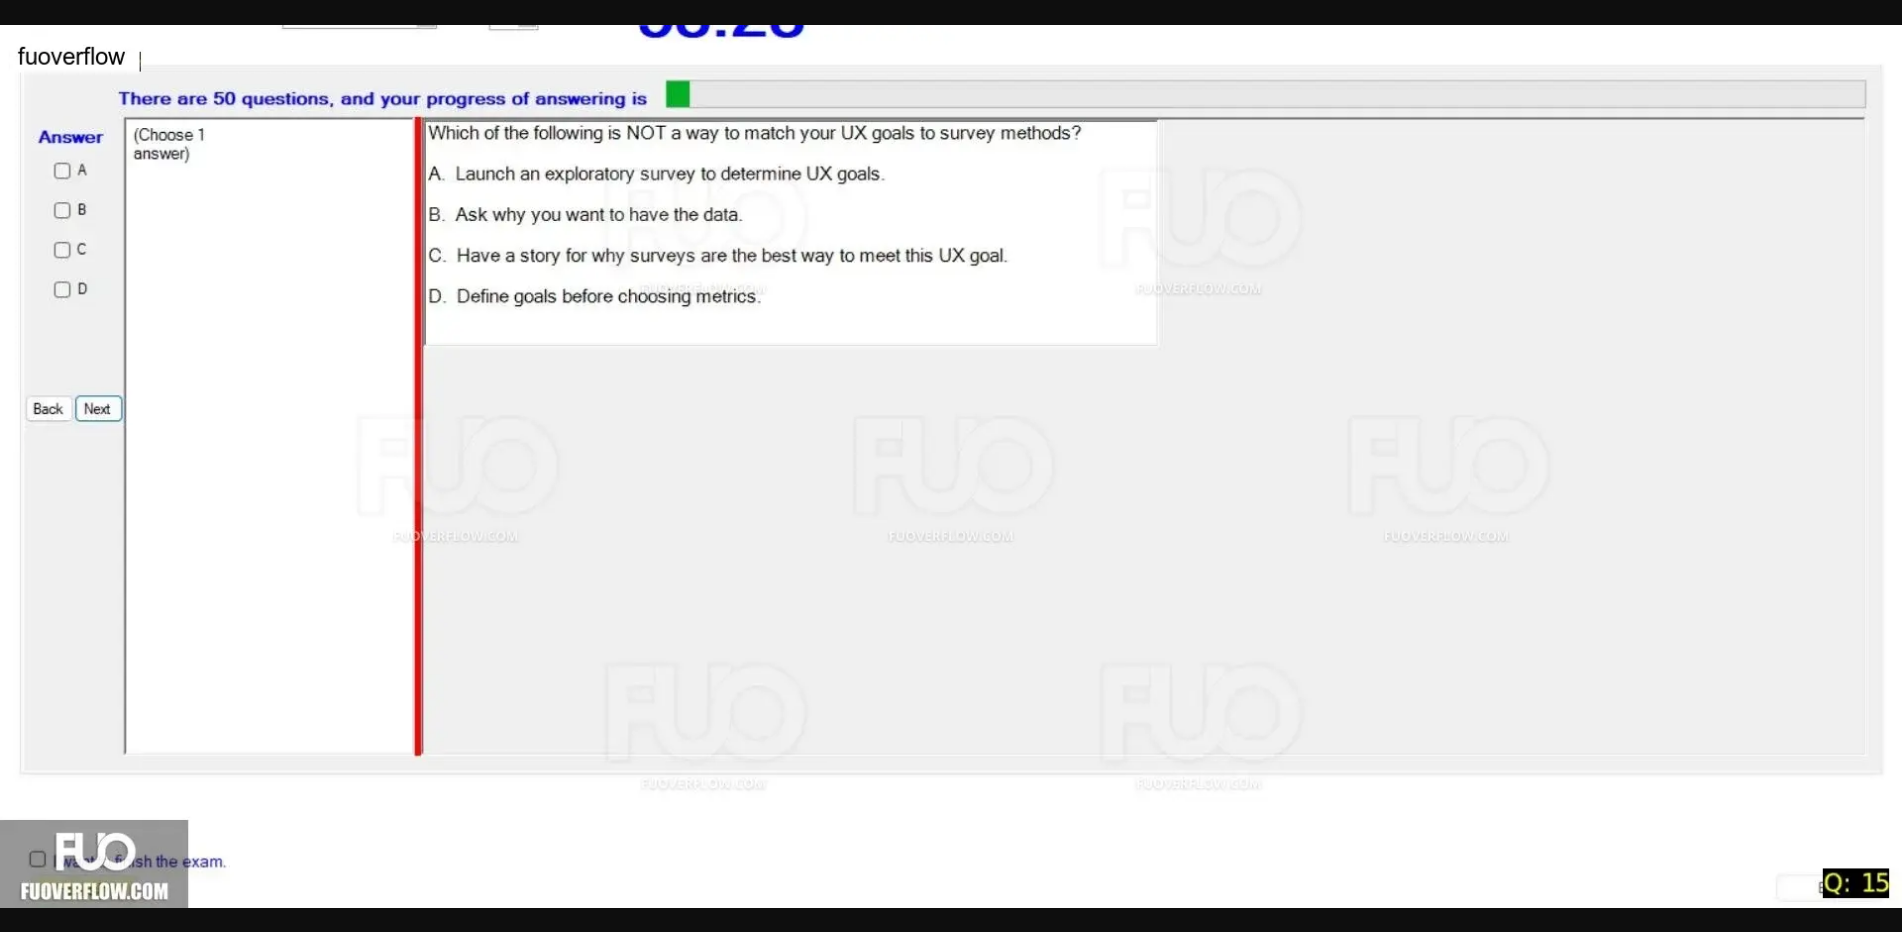 fuoverflow
There are 50 questions, and your progress of answering is
Answer
(Choose 1
answer)
A
B
C
D
Back
Next
Which of the following is NOT a way to match your UX goals to survey methods?
A. Launch an exploratory survey to determine UX goals.
B. Ask why you want to have the data.
C. Have a story for why surveys are the best way to meet this UX goal.
D. Define goals before choosing metrics.
FUO
FUOVERFLOW.COM
FUO
FUOVERFLOW.COM
FUO
FUOVERFLOW.COM
FUO
FUOVERFLOW.COM
FUO
FUOVERFLOW.COM
FUO
FUOVERFLOW.COM
FUO
FUOVERFLOW.COM
FUO
the exam.
FUOVERFLOW.COM
Q: 15